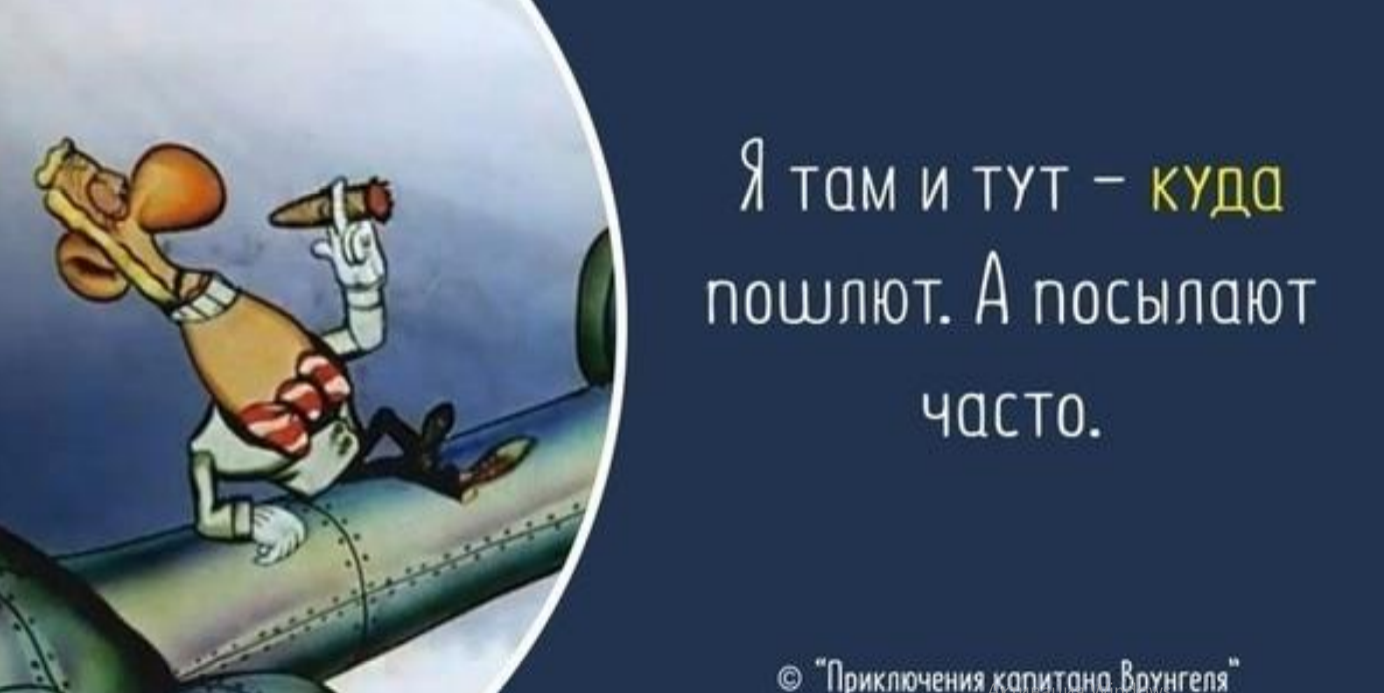 Я там и тут – куда
пошлют. А посылают
часто.
© "Приключения капитана Врунгеля"